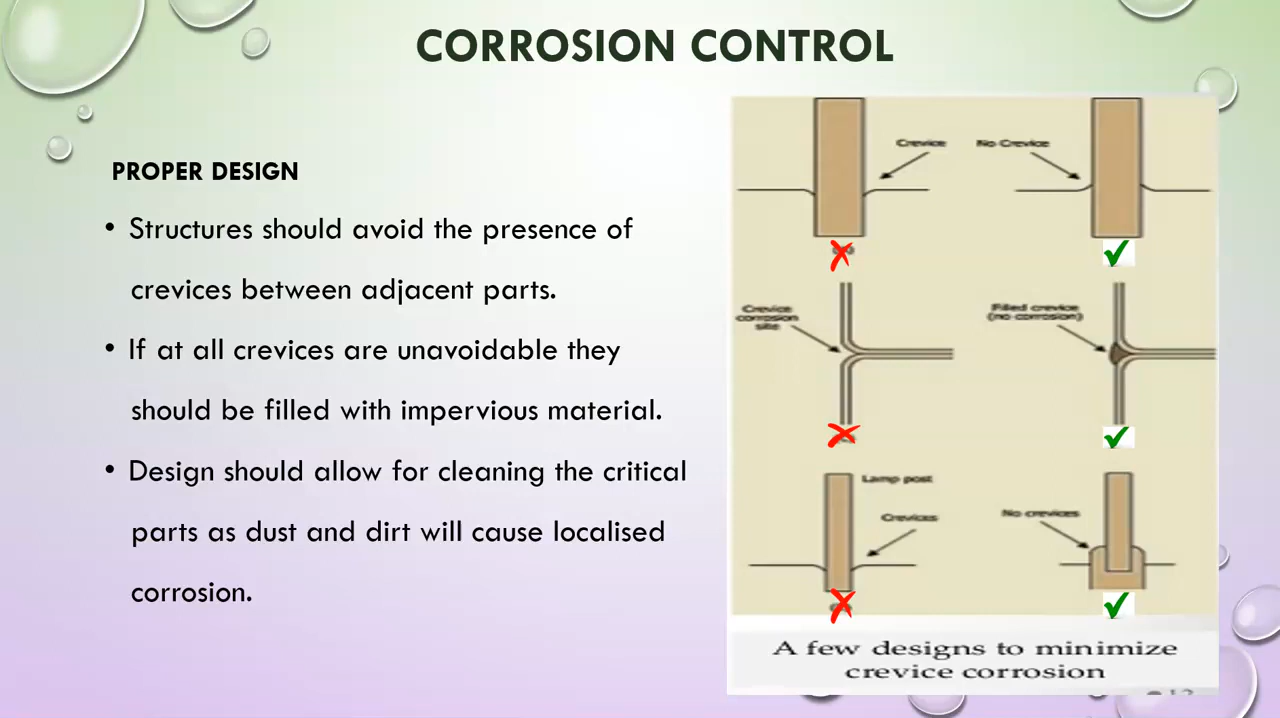 CORROSION CONTROL
PROPER DESIGN
• Structures should avoid the presence of
crevices between adjacent parts.
• If at all crevices are unavoidable they
should be filled with impervious material.
• Design should allow for cleaning the critical
parts as dust and dirt will cause localised
corrosion.
Crevice
No Crevice
Crevice
corrosion
site
Filled crevice
(no corrosion)
Lamp post
Crevices
No crevices
A few designs to minimize
crevice corrosion